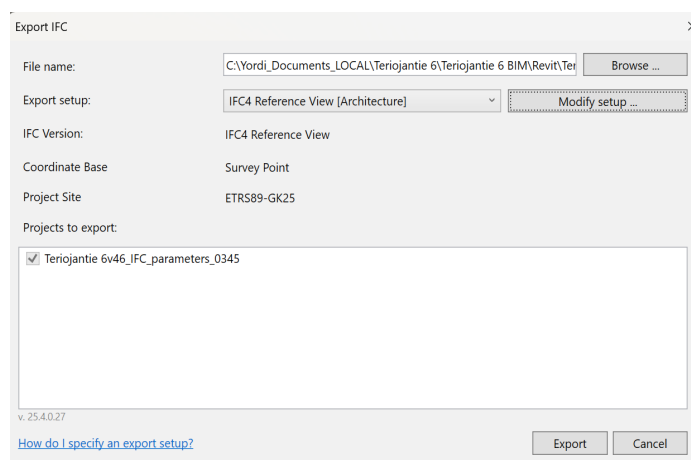 Export IFC
File name: C:\Yordi_Documents_LOCAL\Teriojantie 6\Teriojantie 6 BIM\Revit\Ter Browse ...
Export setup: IFC4 Reference View [Architecture] Modify setup ...
IFC Version: IFC4 Reference View
Coordinate Base Survey Point
Project Site ETRS89-GK25
Projects to export:
Teriojantie 6v46_IFC_parameters_0345
v. 25.4.0.27
How do I specify an export setup? Export Cancel